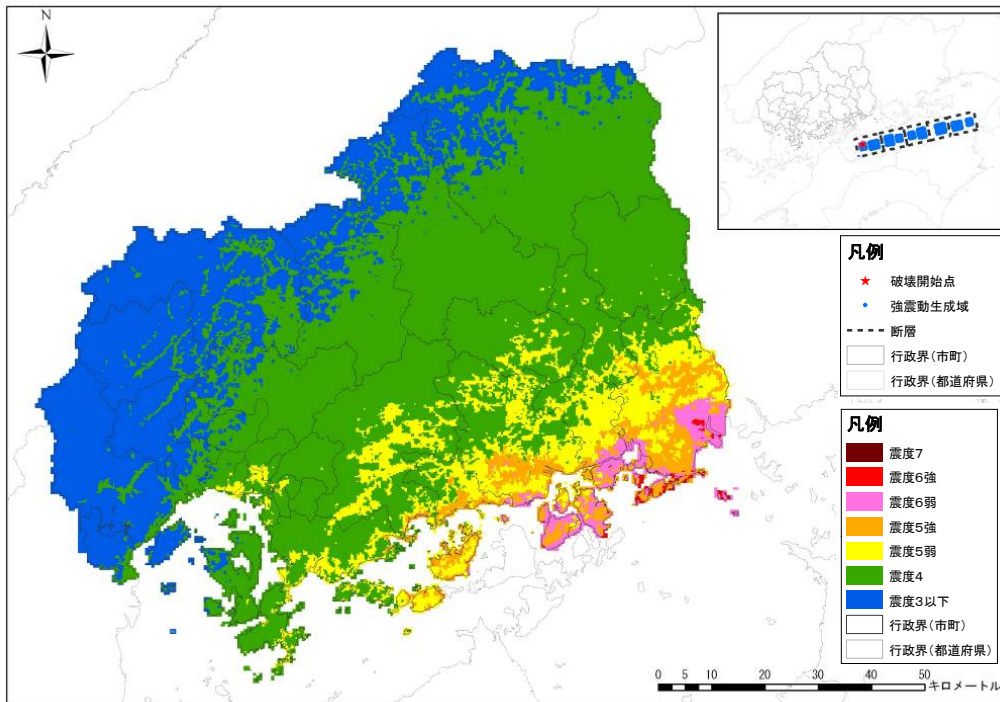 N
凡例
破壊開始点
強震動生成域
断層
行政界(市町)
行政界(都道府県)
凡例
震度7
震度6強
震度6弱
震度5強
震度5弱
震度4
震度3以下
行政界(市町)
行政界(都道府県)
0 5 10 20 30 40 50
キロメートル